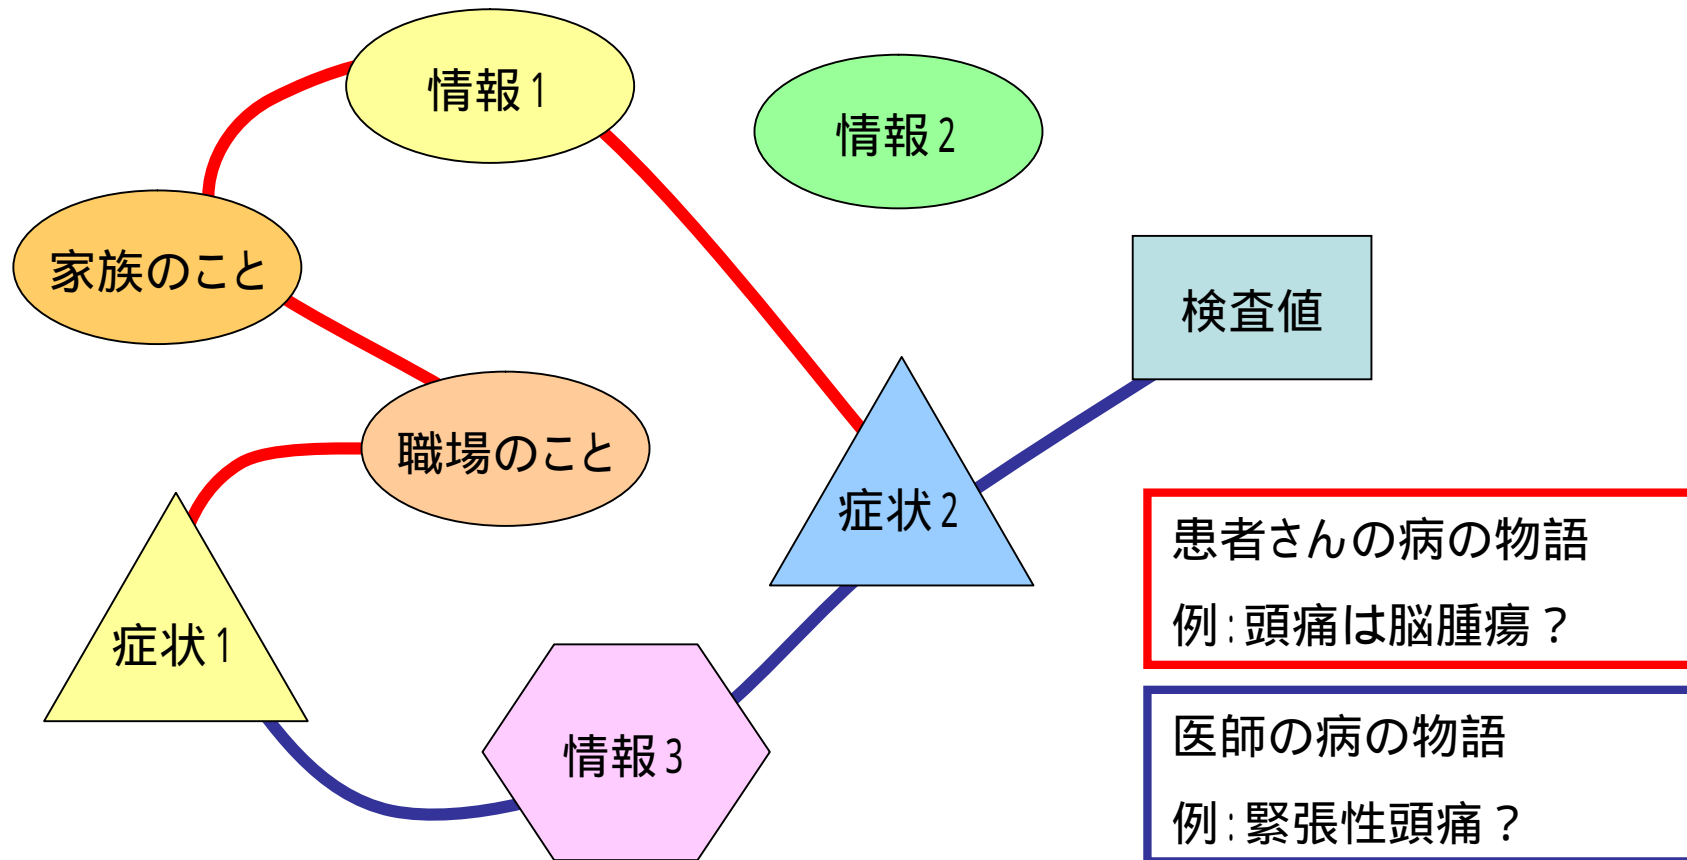 情報1
情報2
家族のこと
検査値
職場のこと
症状2
症状1
情報3
患者さんの病の物語
例:頭痛は脳腫瘍?
医師の病の物語
例:緊張性頭痛?